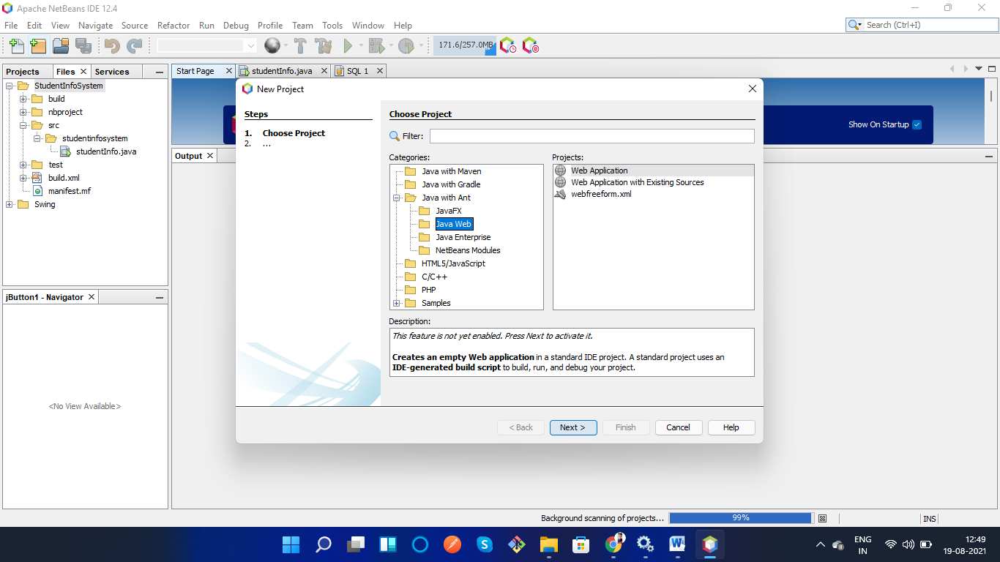 Apache NetBeans IDE 12.4
File Edit View Navigate Source Refactor Run Debug Profile Team Tools Window Help
Search (Ctrl+I)
171.6/257.0MB
Projects Files Services
StudentInfoSystem
build
nbproject
src
studentinfosystem
studentInfo.java
test
build.xml
manifest.mf
Swing
jButton1 - Navigator
<No View Available>
Start Page studentInfo.java SQL 1
Show On Startup
Output
New Project
Steps
1. Choose Project
2. ...
Choose Project
Filter:
Categories:
Java with Maven
Java with Gradle
Java with Ant
JavaFX
Java Web
Java Enterprise
NetBeans Modules
HTML5/JavaScript
C/C++
PHP
Samples
Projects:
Web Application
Web Application with Existing Sources
webfreeform.xml
Description:
This feature is not yet enabled. Press Next to activate it.
Creates an empty Web application in a standard IDE project. A standard project uses an
IDE-generated build script to build, run, and debug your project.
< Back Next > Finish Cancel Help
Background scanning of projects... 99% INS
ENG
IN
12:49
19-08-2021